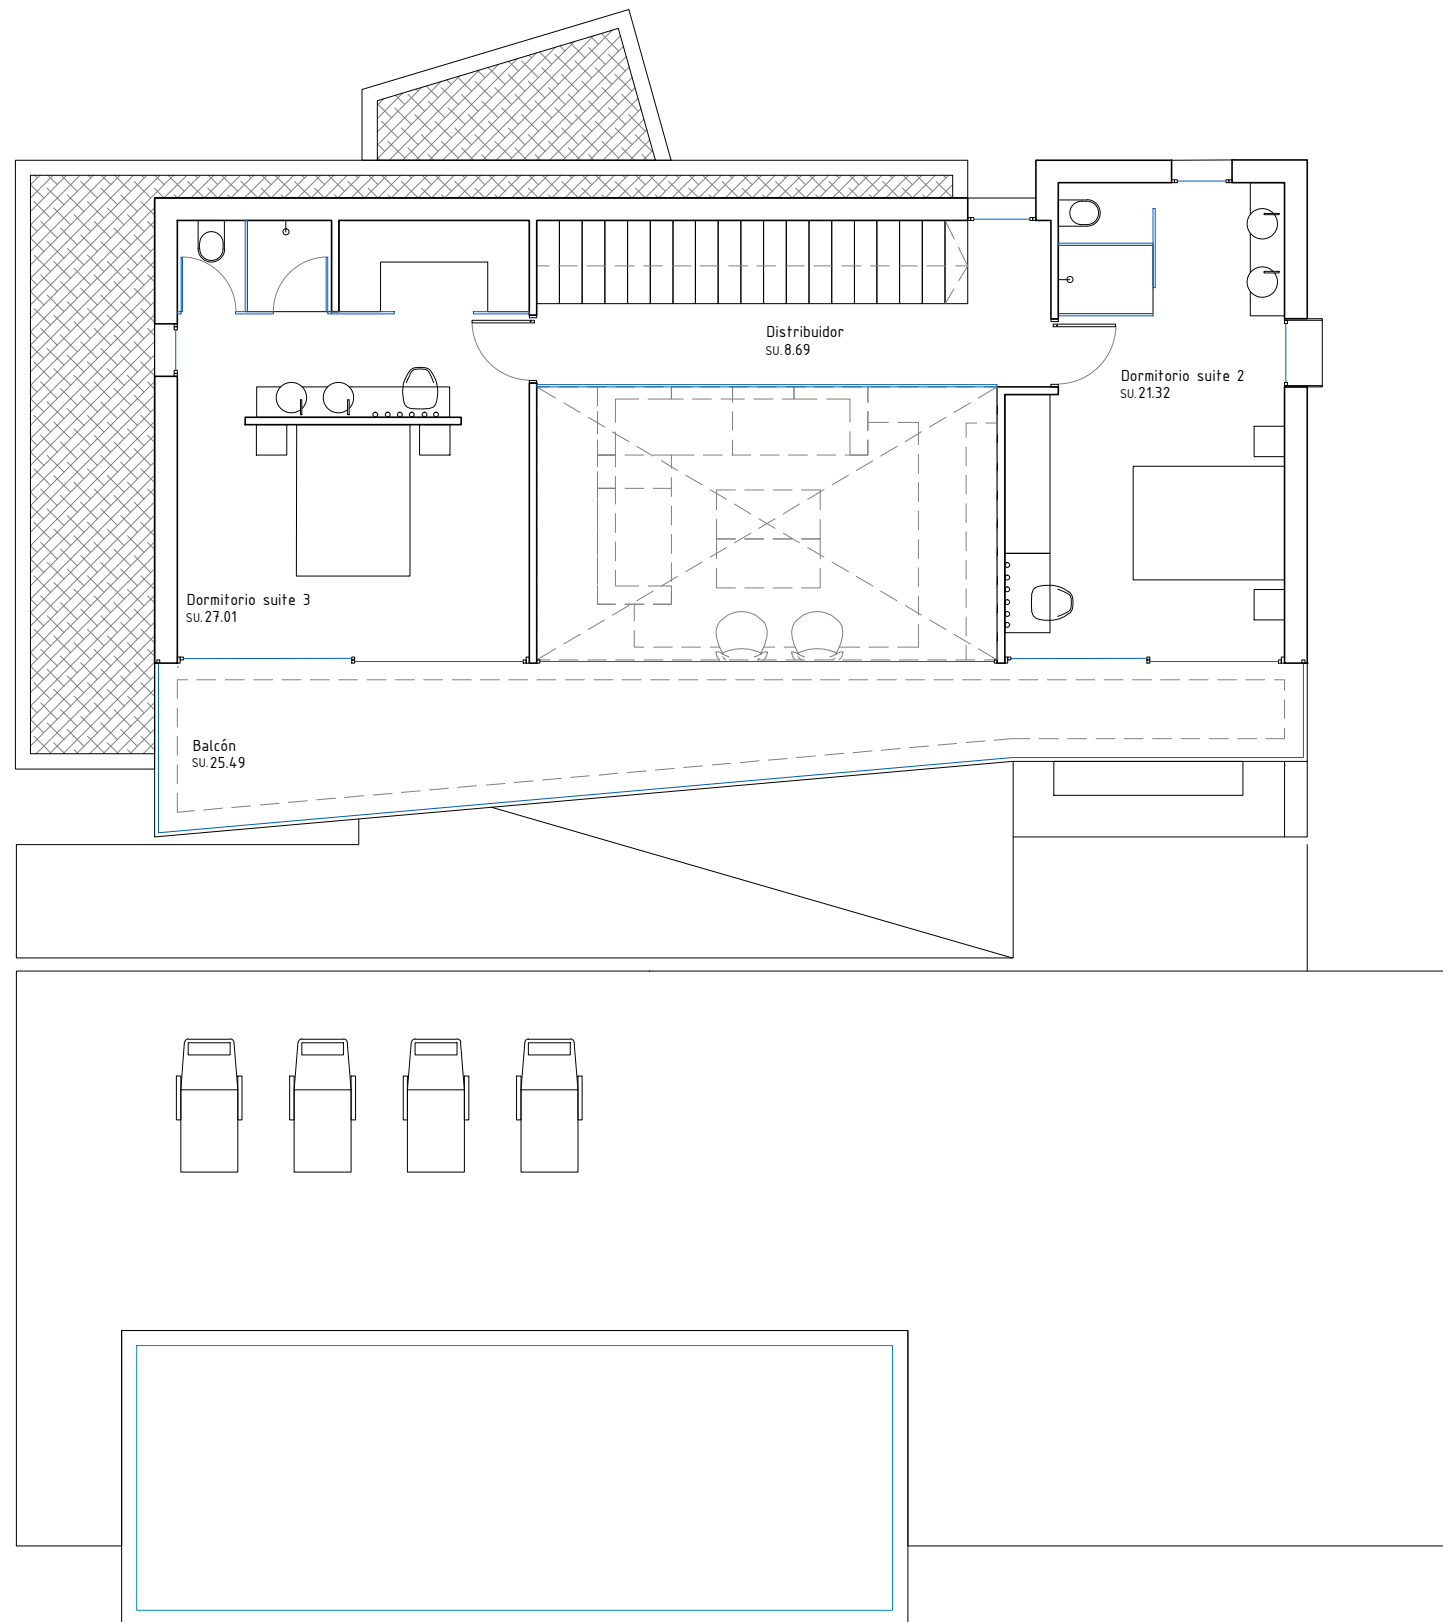 Distribuidor
SU.8.69
Dormitorio suite 2
SU.21.32
Dormitorio suite 3
SU.27.01
Balcón
SU.25.49